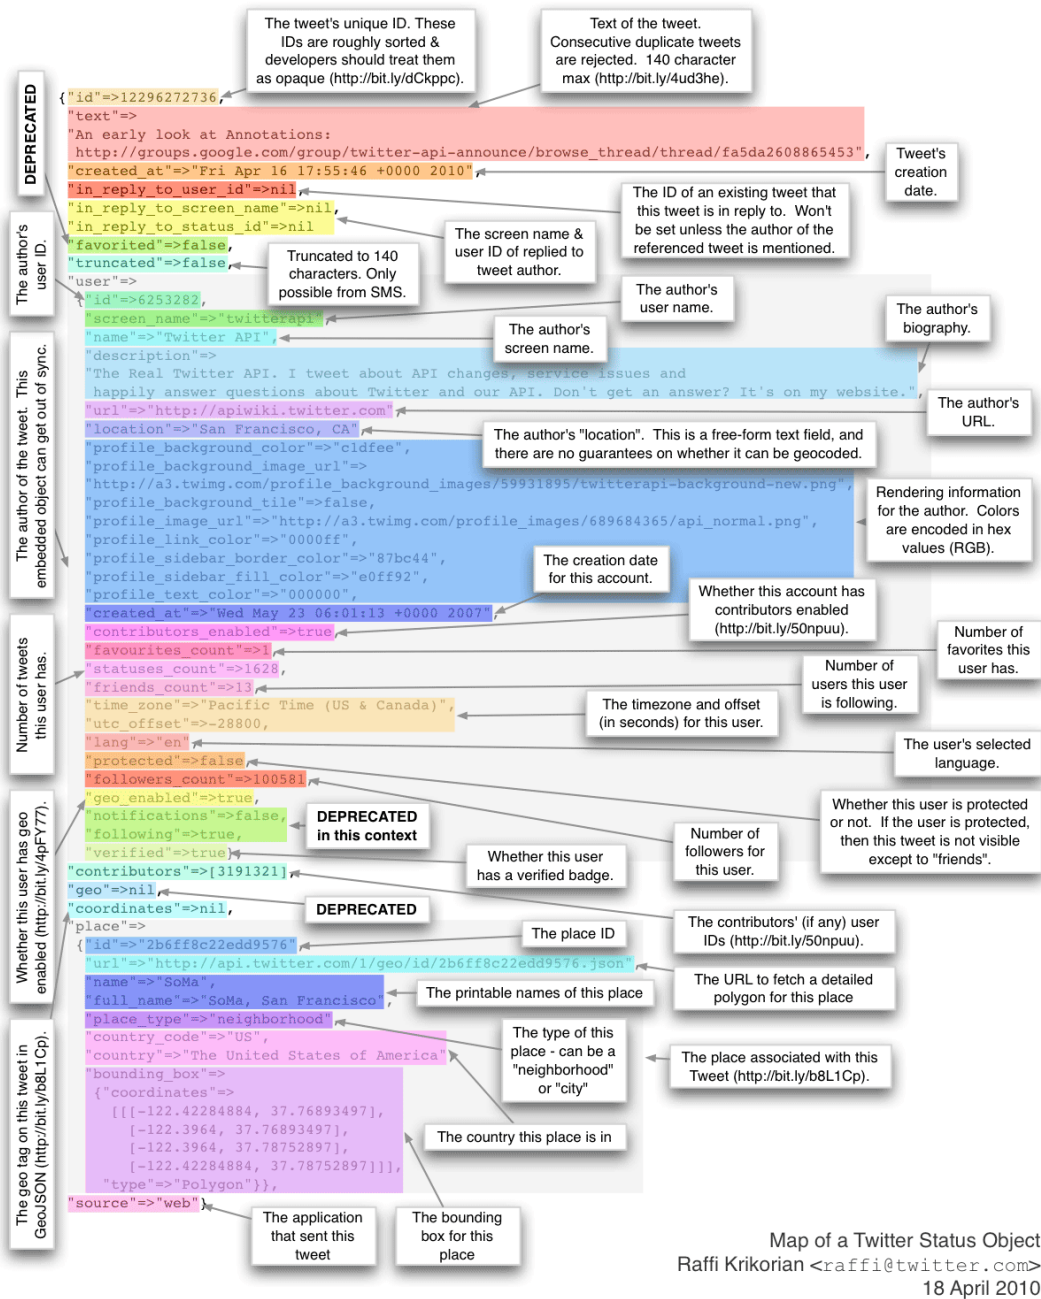 The tweet's unique ID. These
IDs are roughly sorted &
developers should treat them
as opaque (http://bit.ly/dCkppc).
Text of the tweet.
Consecutive duplicate tweets
are rejected. 140 character
max (http://bit.ly/4ud3he).
DEPRECATED
{"id"=>12296272736,
"text"=>
"An early look at Annotations:
http://groups.google.com/group/twitter-api-announce/browse_thread/thread/fa5da2608865453",
"created_at"=>"Fri Apr 16 17:55:46 +0000 2010",
Tweet's
creation
date.
"in_reply_to_user_id"=>nil,
"in_reply_to_screen_name"=>nil,
"in_reply_to_status_id"=>nil
The ID of an existing tweet that
this tweet is in reply to. Won't
be set unless the author of the
referenced tweet is mentioned.
The screen name &
user ID of replied to
tweet author.
"favorited"=>false,
"truncated"=>false,
Truncated to 140
characters. Only
possible from SMS.
The author's
user ID.
"user"=>
{"id"=>6253282,
"screen_name"=>"twitterapi",
The author's
user name.
"name"=>"Twitter API",
The author's
screen name.
The author's
biography.
"description"=>
"The Real Twitter API. I tweet about API changes, service issues and
happily answer questions about Twitter and our API. Don't get an answer? It's on my website.",
"url"=>"http://apiwiki.twitter.com",
The author's
URL.
"location"=>"San Francisco, CA",
The author's "location". This is a free-form text field, and
there are no guarantees on whether it can be geocoded.
The author of the tweet. This
embedded object can get out of sync.
"profile_background_color"=>"c1dfee",
"profile_background_image_url"=>
"http://a3.twimg.com/profile_background_images/59931895/twitterapi-background-new.png",
"profile_background_tile"=>false,
"profile_image_url"=>"http://a3.twimg.com/profile_images/689684365/api_normal.png",
"profile_link_color"=>"0000ff",
"profile_sidebar_border_color"=>"87bc44",
"profile_sidebar_fill_color"=>"e0ff92",
"profile_text_color"=>"000000",
Rendering information
for the author. Colors
are encoded in hex
values (RGB).
The creation date
for this account.
"created_at"=>"Wed May 23 06:01:13 +0000 2007",
"contributors_enabled"=>true,
Whether this account has
contributors enabled
(http://bit.ly/50npuu).
"favourites_count"=>1,
Number of
favorites this
user has.
"statuses_count"=>1628,
Number of tweets
this user has.
"friends_count"=>13,
Number of
users this user
is following.
"time_zone"=>"Pacific Time (US & Canada)",
"utc_offset"=>-28800,
The timezone and offset
(in seconds) for this user.
"lang"=>"en",
The user's selected
language.
"protected"=>false,
Whether this user is protected
or not. If the user is protected,
then this tweet is not visible
except to "friends".
"followers_count"=>100581,
Number of
followers for
this user.
"geo_enabled"=>true,
Whether this user has geo
enabled (http://bit.ly/4pFY77).
"notifications"=>false,
"following"=>true,
DEPRECATED
in this context
"verified"=>true}
Whether this user
has a verified badge.
"contributors"=>[3191321],
The contributors' (if any) user
IDs (http://bit.ly/50npuu).
"geo"=>nil,
DEPRECATED
"coordinates"=>nil,
The geo tag on this tweet in
GeoJSON (http://bit.ly/b8L1Cp).
"place"=>
{"id"=>"2b6ff8c22edd9576",
The place ID
"url"=>"http://api.twitter.com/1/geo/id/2b6ff8c22edd9576.json",
The URL to fetch a detailed
polygon for this place
"name"=>"SoMa",
"full_name"=>"SoMa, San Francisco",
The printable names of this place
"place_type"=>"neighborhood",
The type of this
place - can be a
"neighborhood"
or "city"
"country_code"=>"US",
"country"=>"The United States of America",
The country this place is in
The place associated with this
Tweet (http://bit.ly/b8L1Cp).
"bounding_box"=>
{"coordinates"=>
[[[-122.42284884, 37.76893497],
[-122.3964, 37.76893497],
[-122.3964, 37.78752897],
[-122.42284884, 37.78752897]]],
"type"=>"Polygon"}},
The bounding
box for this
place
"source"=>"web"}
The application
that sent this
tweet
Map of a Twitter Status Object
Raffi Krikorian <raffi@twitter.com>
18 April 2010